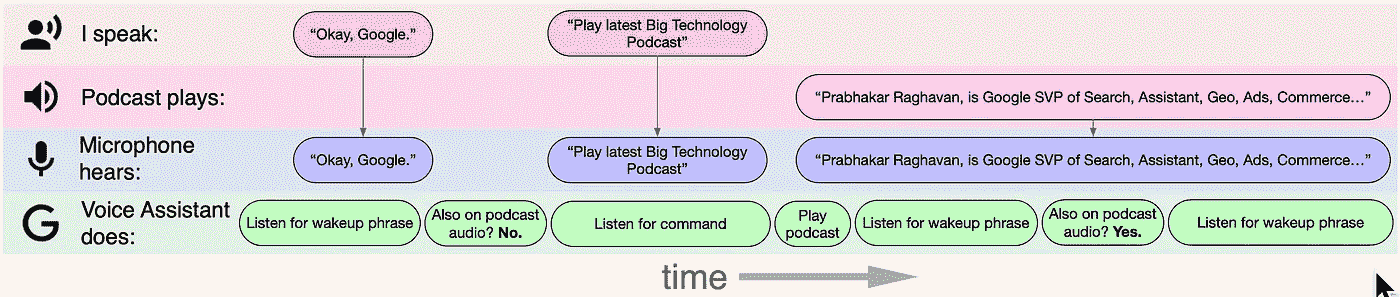 I speak:
“Okay, Google.”
“Play latest Big Technology
Podcast”
Podcast plays:
“Prabhakar Raghavan, is Google SVP of Search, Assistant, Geo, Ads, Commerce…”
Microphone
hears:
“Okay, Google.”
“Play latest Big Technology
Podcast”
“Prabhakar Raghavan, is Google SVP of Search, Assistant, Geo, Ads, Commerce…”
Voice Assistant
does:
Listen for wakeup phrase
Also on podcast
audio? No.
Listen for command
Play
podcast
Listen for wakeup phrase
Also on podcast
audio? Yes.
Listen for wakeup phrase
time